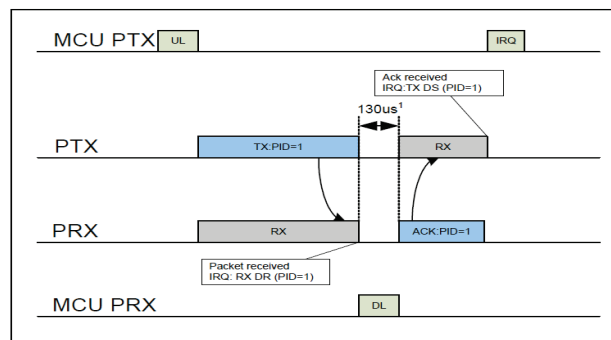 MCU PTX
UL
IRQ
Ack received
IRQ:TX DS (PID=1)
130us1
PTX
TX:PID=1
RX
PRX
RX
ACK:PID=1
Packet received
IRQ: RX DR (PID=1)
MCU PRX
DL